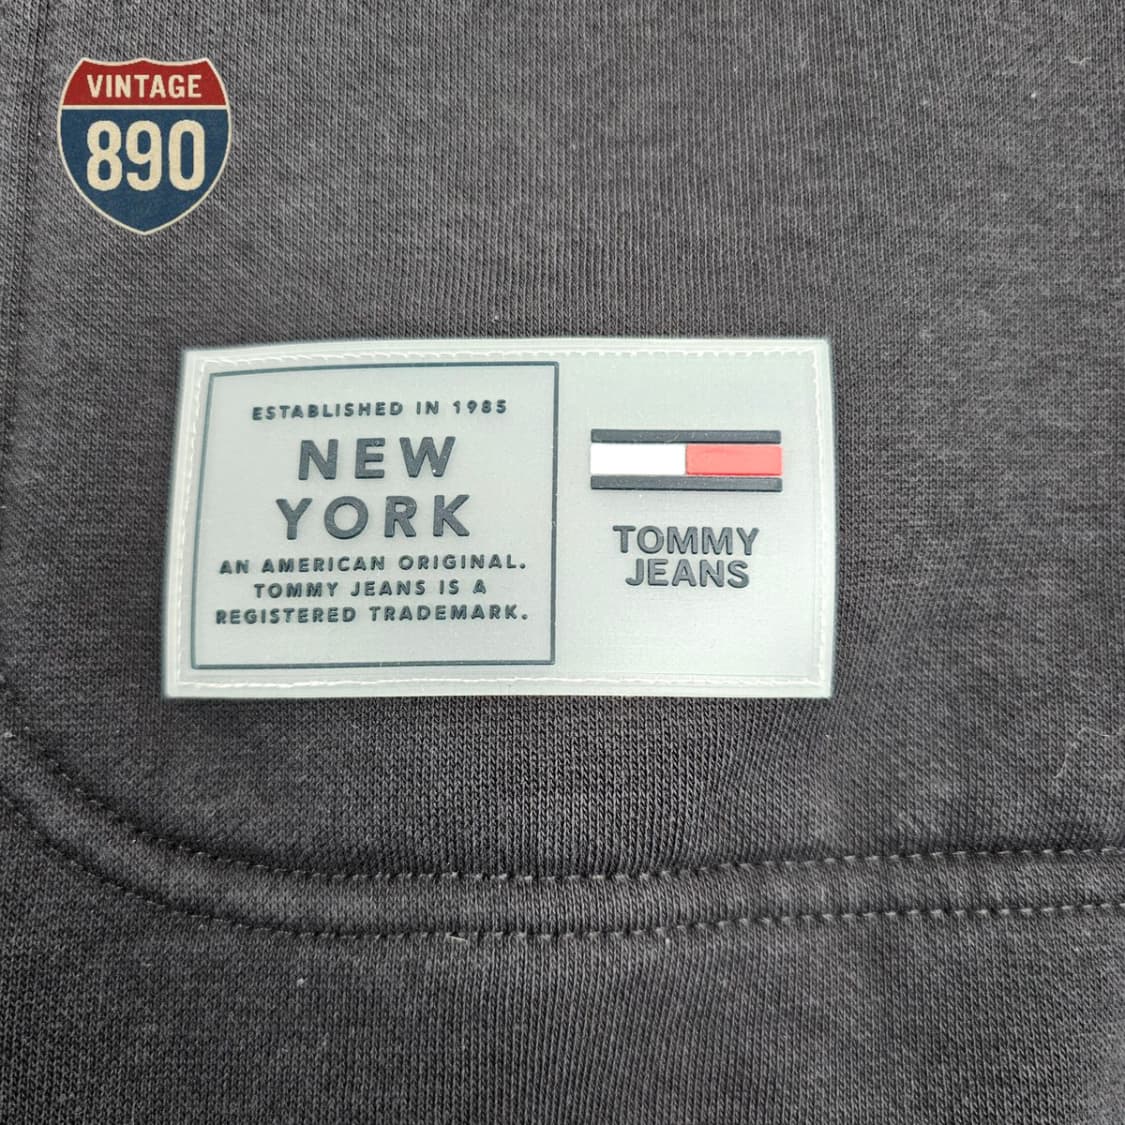 VINTAGE
890
ESTABLISHED IN 1985
NEW
YORK
AN AMERICAN ORIGINAL.
TOMMY JEANS IS A
REGISTERED TRADEMARK.
TOMMY
JEANS